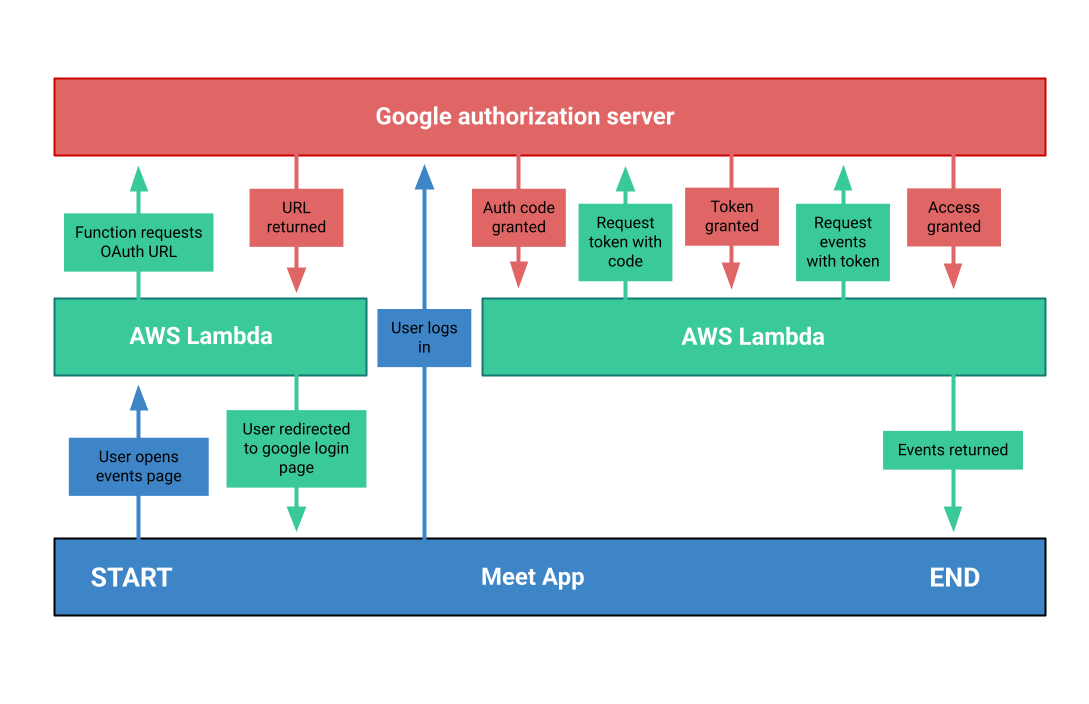 Google authorization server
Function requests
OAuth URL
URL
returned
Auth code
granted
Request
token with
code
Token
granted
Request
events
with token
Access
granted
AWS Lambda
User logs
in
AWS Lambda
User opens
events page
User redirected
to google login
page
Events returned
START
Meet App
END